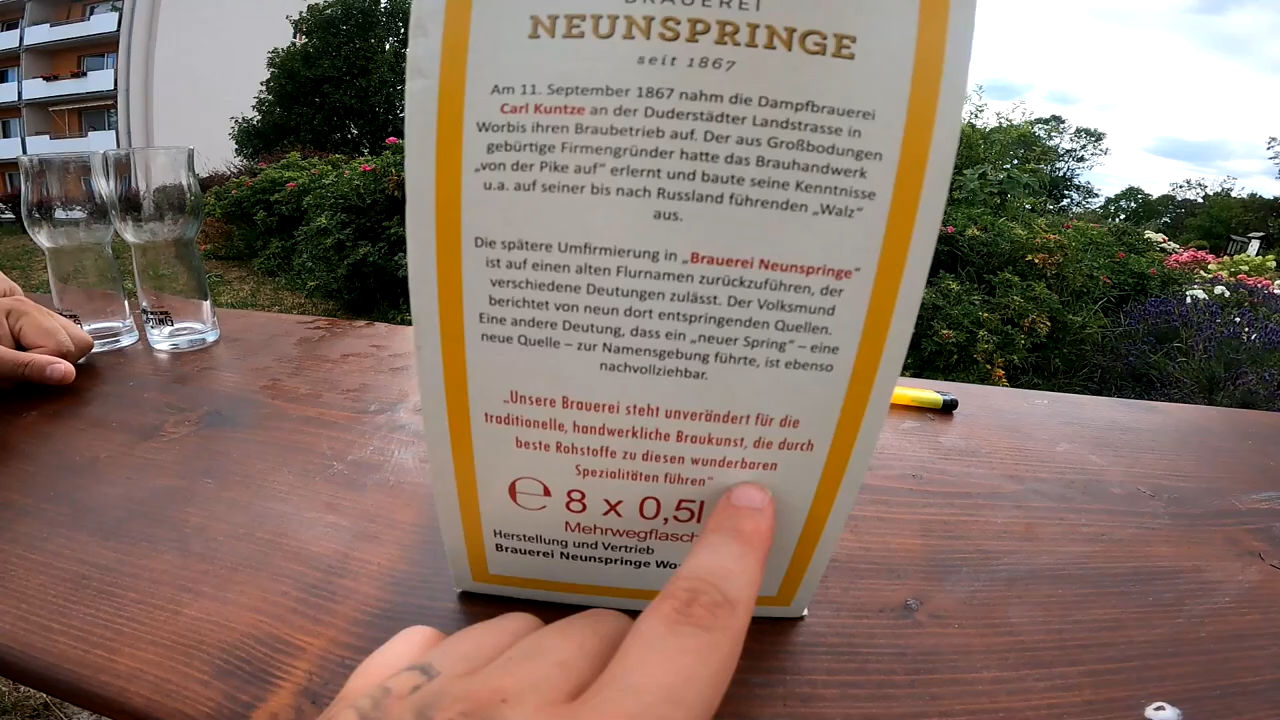 BRAUEREI
NEUNSPRINGE
seit 1867
Am 11. September 1867 nahm die Dampfbrauerei
Carl Kuntze an der Duderstädter Landstrasse in
Worbis ihren Braubetrieb auf. Der aus Großbodungen
gebürtige Firmengründer hatte das Brauhandwerk
„von der Pike auf“ erlernt und baute seine Kenntnisse
u.a. auf seiner bis nach Russland führenden „Walz“
aus.
Die spätere Umfirmierung in „Brauerei Neunspringe“
ist auf einen alten Flurnamen zurückzuführen, der
verschiedene Deutungen zulässt. Der Volksmund
berichtet von neun dort entspringenden Quellen.
Eine andere Deutung, dass ein „neuer Spring“ – eine
neue Quelle – zur Namensgebung führte, ist ebenso
nachvollziehbar.
„Unsere Brauerei steht unverändert für die
traditionelle, handwerkliche Braukunst, die durch
beste Rohstoffe zu diesen wunderbaren
Spezialitäten führen“
℮ 8 x 0,5l
Mehrwegflasch
Herstellung und Vertrieb
Brauerei Neunspringe Wo